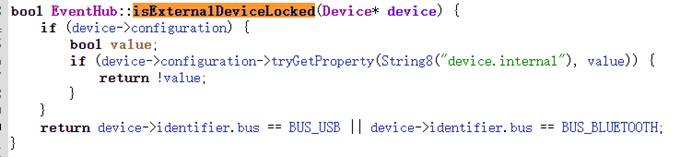 bool EventHub::isExternalDeviceLocked(Device* device) {
    if (device->configuration) {
        bool value;
        if (device->configuration->tryGetProperty(String8("device.internal"), value)) {
            return !value;
        }
    }
    return device->identifier.bus == BUS_USB || device->identifier.bus == BUS_BLUETOOTH;
}